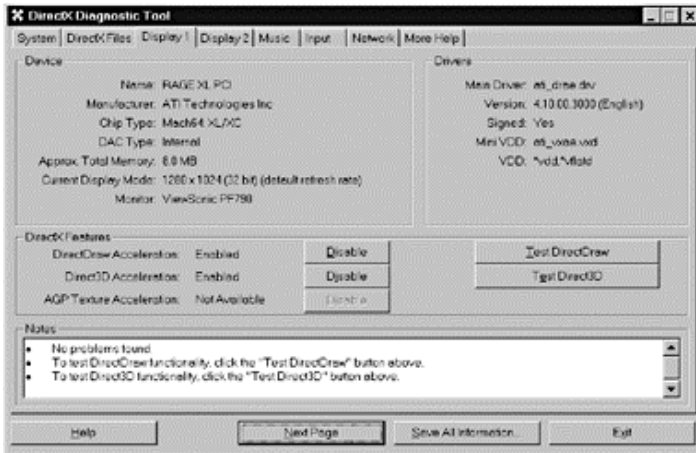 DirectX Diagnostic Tool
System DirectX Files Display 1 Display 2 Music Input Network More Help
Device
Name: RAGE XL PCI
Manufacturer: ATI Technologies Inc
Chip Type: Mach64 XL/XC
DAC Type: Internal
Approx. Total Memory: 8.0 MB
Current Display Mode: 1280 x 1024 (32 bit) (default refresh rate)
Monitor: ViewSonic PF790
Drivers
Main Driver: ati_drae.drv
Version: 4.10.00.3000 (English)
Signed: Yes
Mini VDD: ati_vxae.vxd
VDD: *vdd,*vflatd
DirectX Features
DirectDraw Acceleration: Enabled Disable Test DirectDraw
Direct3D Acceleration: Enabled Disable Test Direct3D
AGP Texture Acceleration: Not Available Disable
Notes
No problems found.
To test DirectDraw functionality, click the "Test DirectDraw" button above.
To test Direct3D functionality, click the "Test Direct3D" button above.
Help Next Page Save All Information... Exit